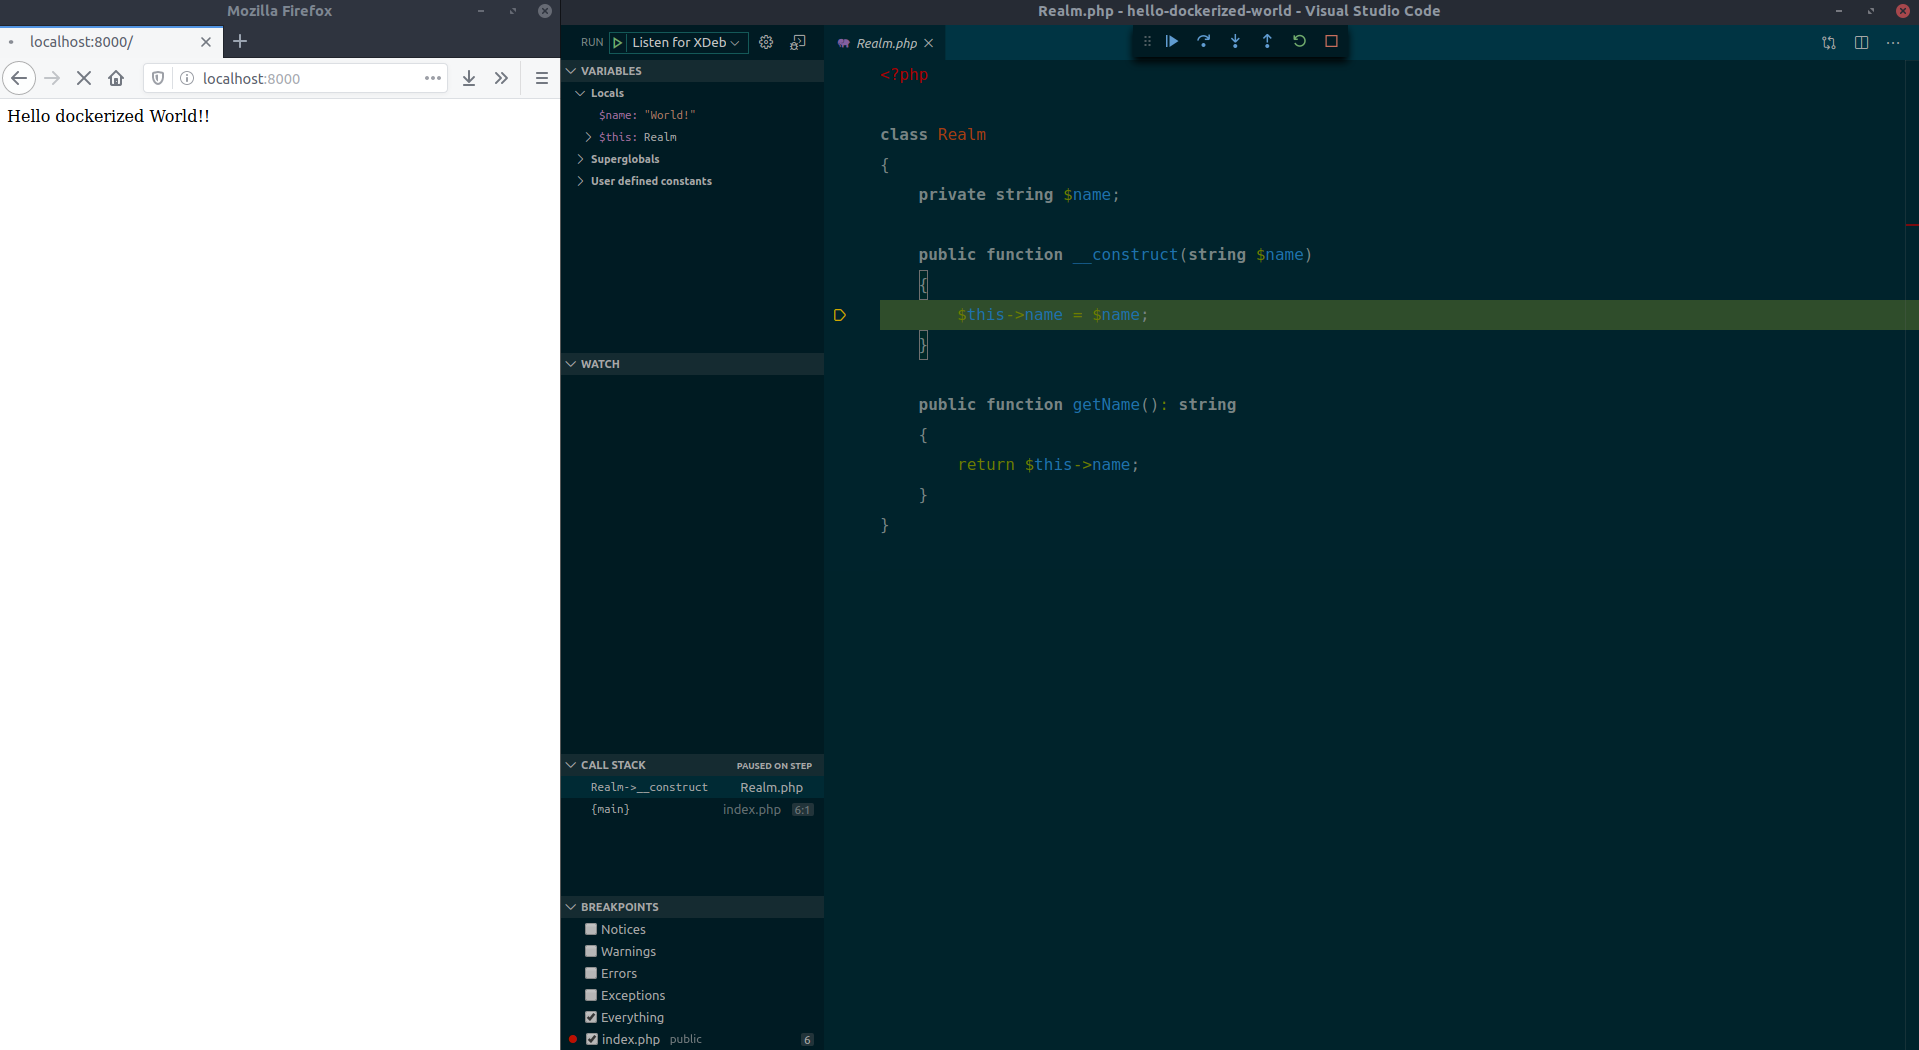 Mozilla Firefox
localhost:8000/
localhost:8000
Hello dockerized World!!
Realm.php - hello-dockerized-world - Visual Studio Code
RUN Listen for XDeb
VARIABLES
Locals
$name: "World!"
$this: Realm
Superglobals
User defined constants
WATCH
CALL STACK PAUSED ON STEP
Realm->__construct Realm.php
{main} index.php 6:1
BREAKPOINTS
Notices
Warnings
Errors
Exceptions
Everything
index.php public 6
Realm.php
<?php
class Realm
{
private string $name;
public function __construct(string $name)
{
$this->name = $name;
}
public function getName(): string
{
return $this->name;
}
}